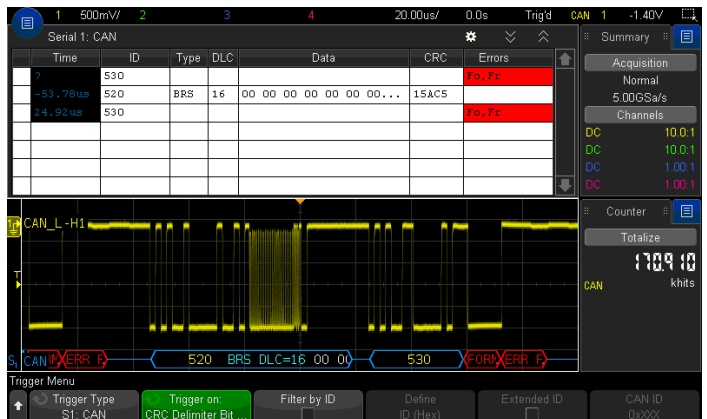 1 500mV/ 2 3 4 20.00us/ 0.0s Trig'd CAN 1 -1.40V
Serial 1: CAN
Time ID Type DLC Data CRC Errors
? 530 Fo,Fr
-53.78us 520 BRS 16 00 00 00 00 00 00 00... 15AC5
24.92us 530 Fo,Fr
Summary
Acquisition
Normal
5.00GSa/s
Channels
DC 10.0:1
DC 10.0:1
DC 1.00:1
DC 1.00:1
CAN_L-H1
T
S1 CAN ERR F 520 BRS DLC=16 00 00 530 FORM ERR F
Counter
Totalize
170.910
CAN khits
Trigger Menu
Trigger Type
S1: CAN
Trigger on:
CRC Delimiter Bit ...
Filter by ID
Define
ID (Hex)
Extended ID
CAN ID
0xXXX